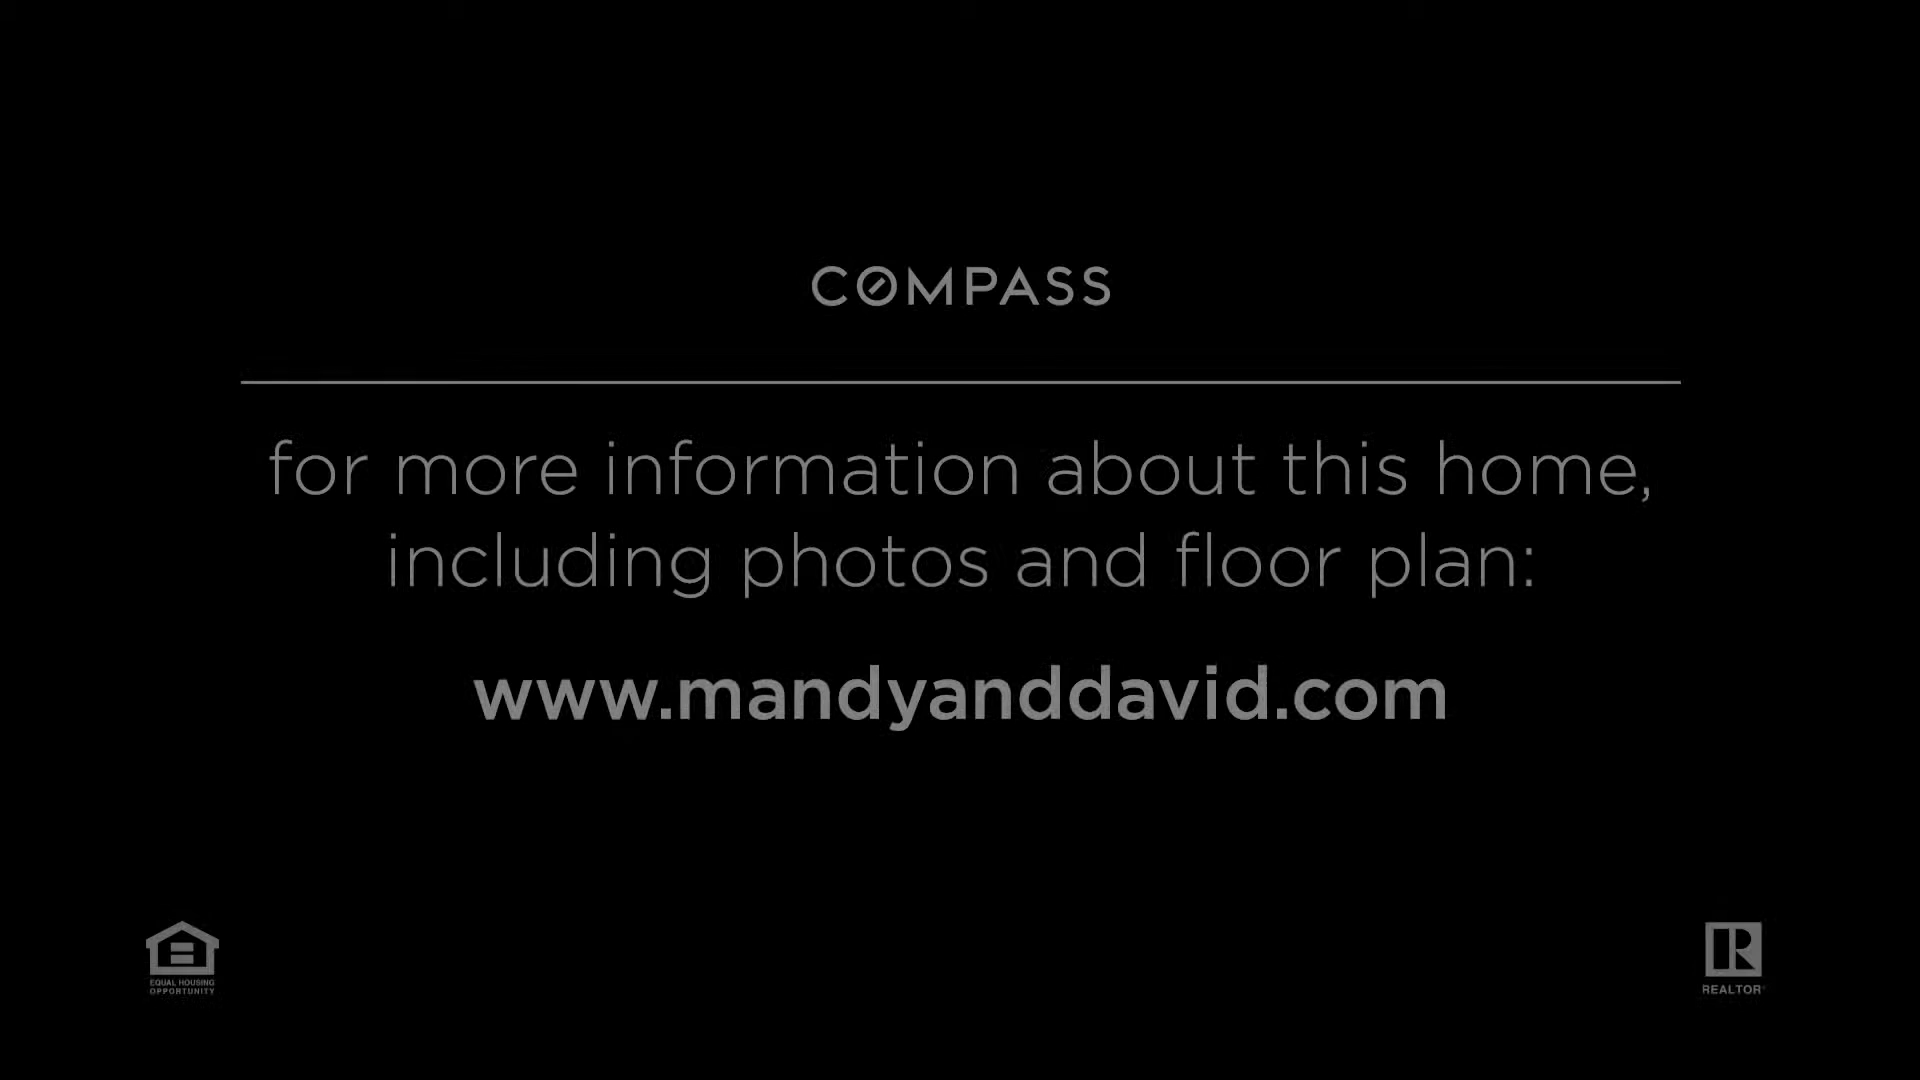 COMPASS
for more information about this home,
including photos and floor plan:
www.mandyanddavid.com
EQUAL HOUSING
OPPORTUNITY
REALTOR®